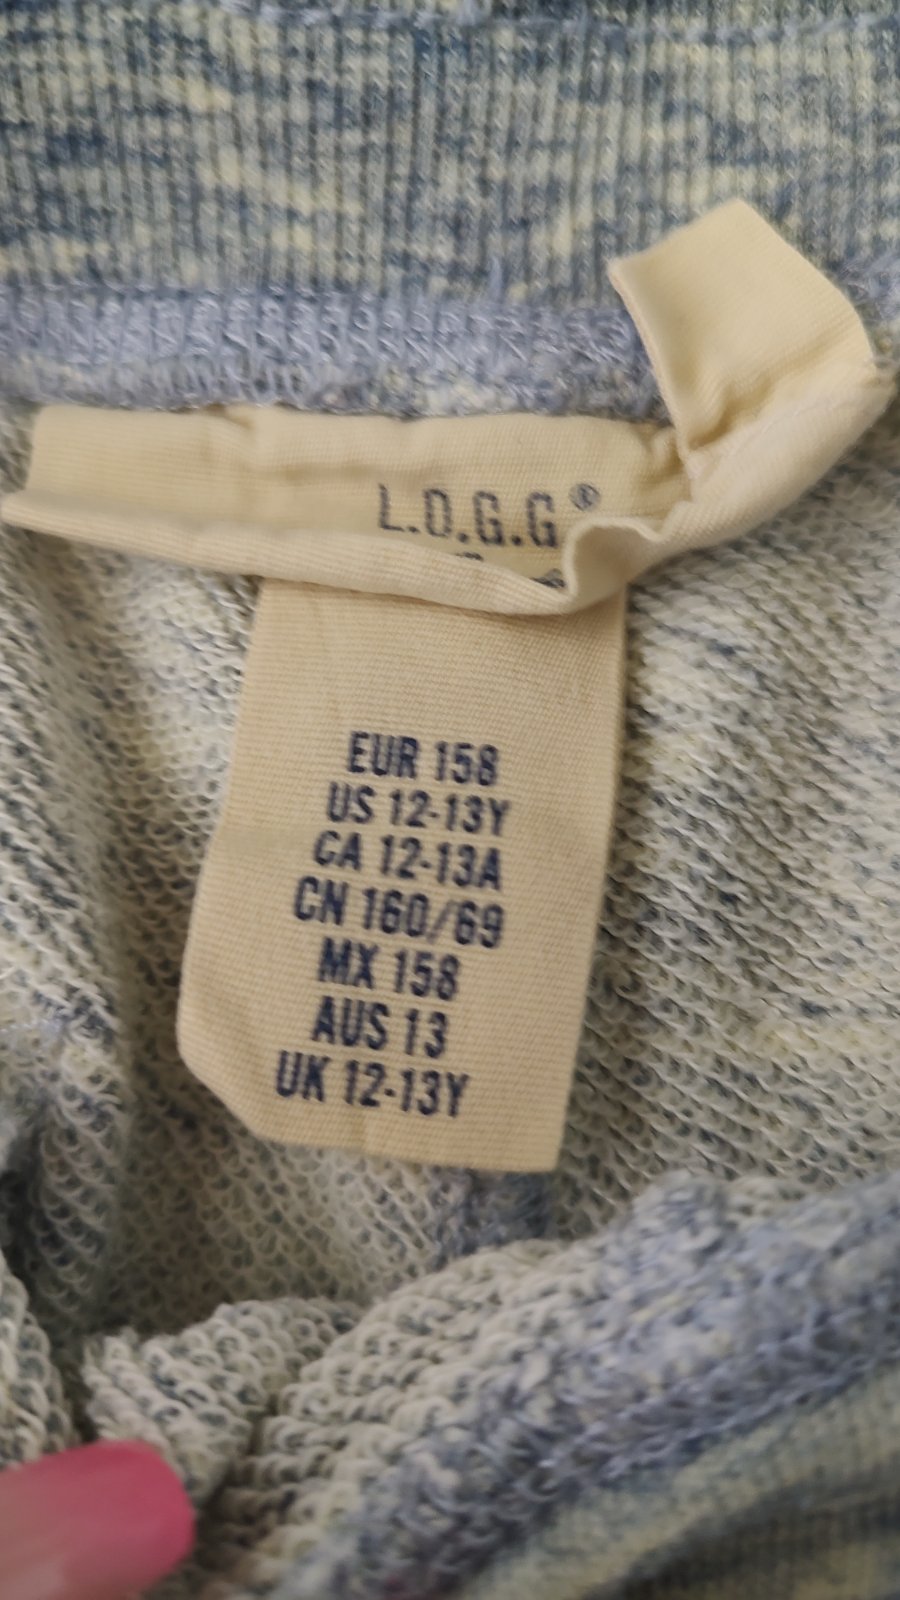 L.O.G.G®
EUR 158
US 12-13Y
CA 12-13A
CN 160/69
MX 158
AUS 13
UK 12-13Y